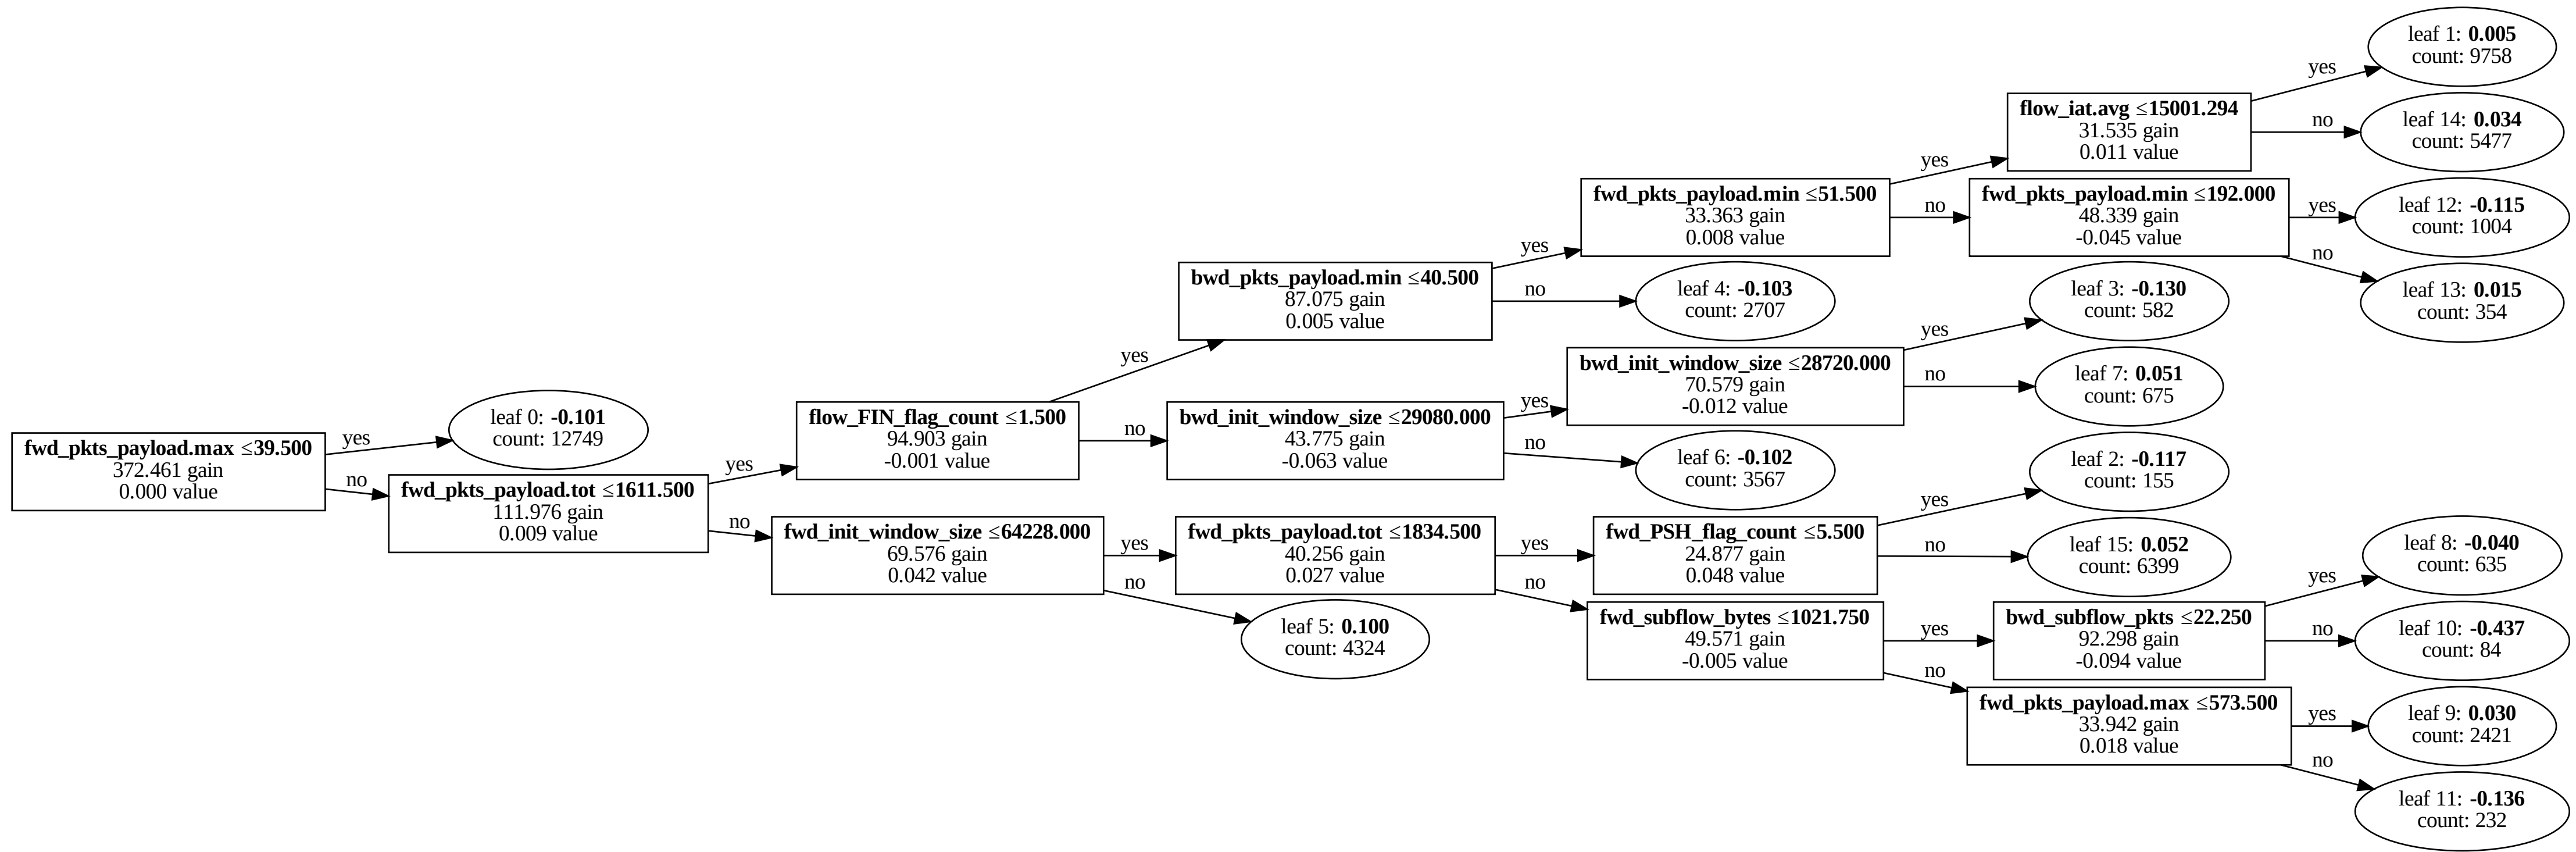 fwd_pkts_payload.max ≤39.500
372.461 gain
0.000 value
yes
no
leaf 0: -0.101
count: 12749
fwd_pkts_payload.tot ≤1611.500
111.976 gain
0.009 value
yes
no
flow_FIN_flag_count ≤1.500
94.903 gain
-0.001 value
yes
no
fwd_init_window_size ≤64228.000
69.576 gain
0.042 value
yes
no
bwd_pkts_payload.min ≤40.500
87.075 gain
0.005 value
yes
no
bwd_init_window_size ≤29080.000
43.775 gain
-0.063 value
yes
no
fwd_pkts_payload.tot ≤1834.500
40.256 gain
0.027 value
yes
no
leaf 5: 0.100
count: 4324
fwd_pkts_payload.min ≤51.500
33.363 gain
0.008 value
yes
no
leaf 4: -0.103
count: 2707
bwd_init_window_size ≤28720.000
70.579 gain
-0.012 value
yes
no
leaf 6: -0.102
count: 3567
fwd_PSH_flag_count ≤5.500
24.877 gain
0.048 value
yes
no
fwd_subflow_bytes ≤1021.750
49.571 gain
-0.005 value
yes
no
flow_iat.avg ≤15001.294
31.535 gain
0.011 value
yes
no
fwd_pkts_payload.min ≤192.000
48.339 gain
-0.045 value
yes
no
leaf 3: -0.130
count: 582
leaf 7: 0.051
count: 675
leaf 2: -0.117
count: 155
leaf 15: 0.052
count: 6399
bwd_subflow_pkts ≤22.250
92.298 gain
-0.094 value
yes
no
fwd_pkts_payload.max ≤573.500
33.942 gain
0.018 value
yes
no
leaf 1: 0.005
count: 9758
leaf 14: 0.034
count: 5477
leaf 12: -0.115
count: 1004
leaf 13: 0.015
count: 354
leaf 8: -0.040
count: 635
leaf 10: -0.437
count: 84
leaf 9: 0.030
count: 2421
leaf 11: -0.136
count: 232